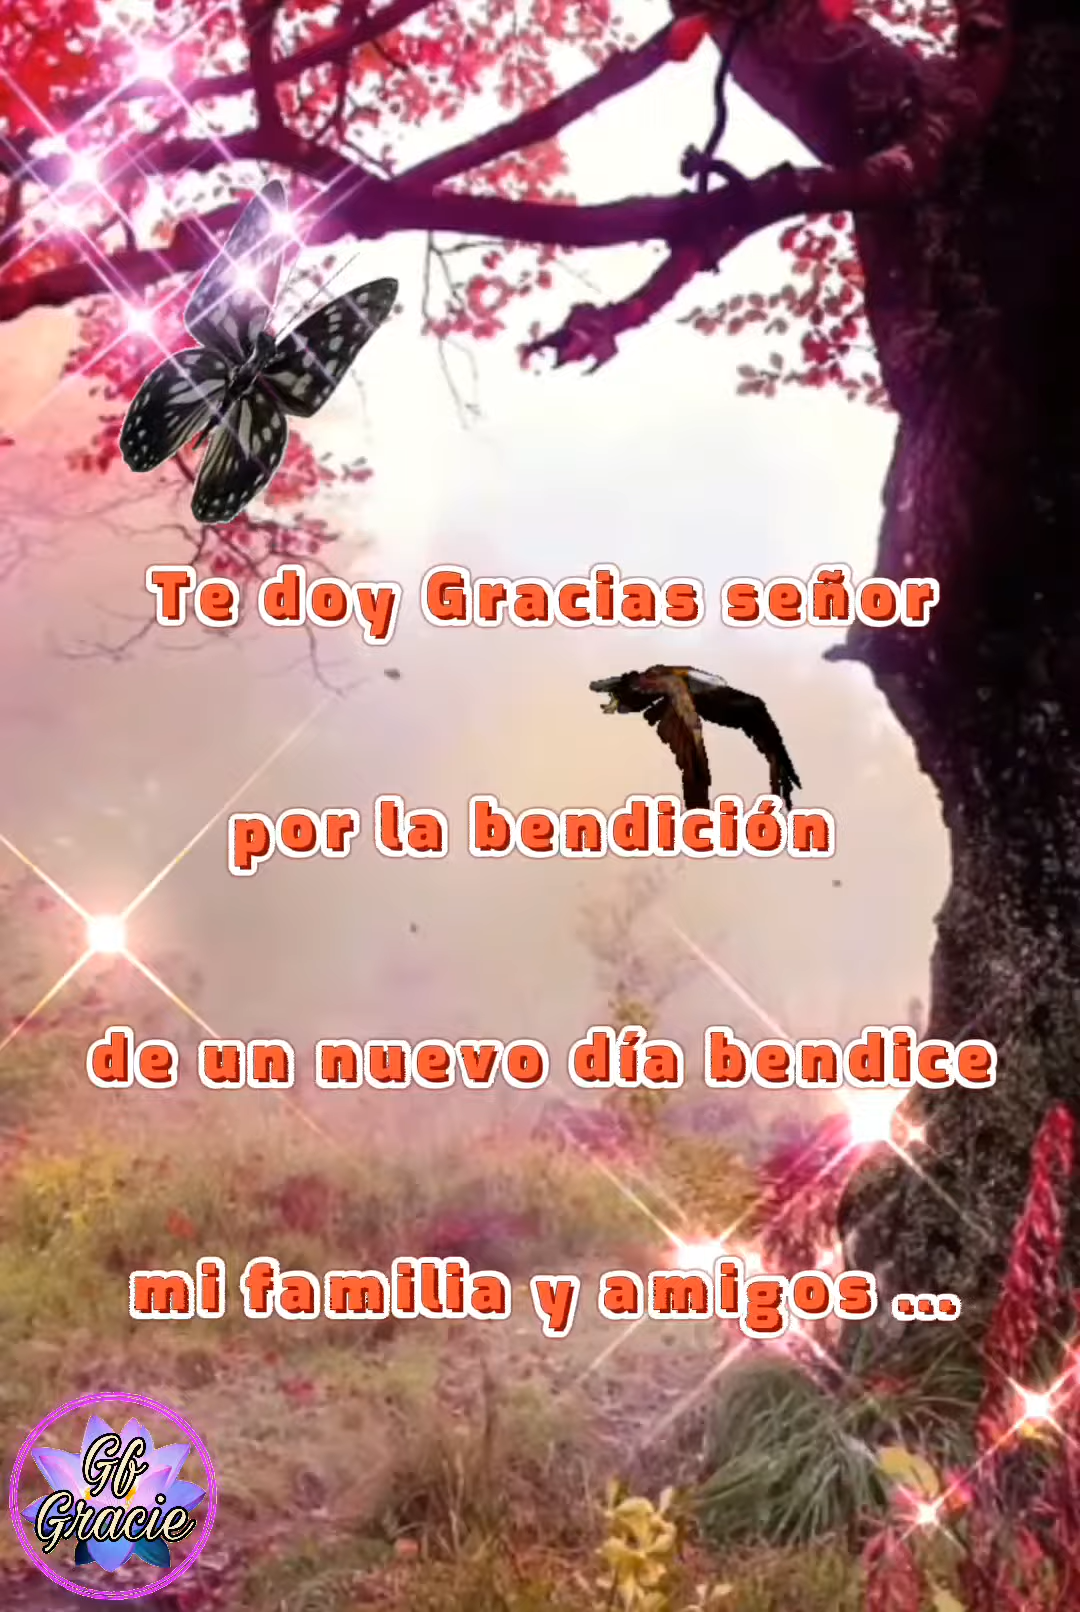 Te doy Gracias señor
por la bendición
de un nuevo día bendice
mi familia y amigos ...
Gf
Gracie